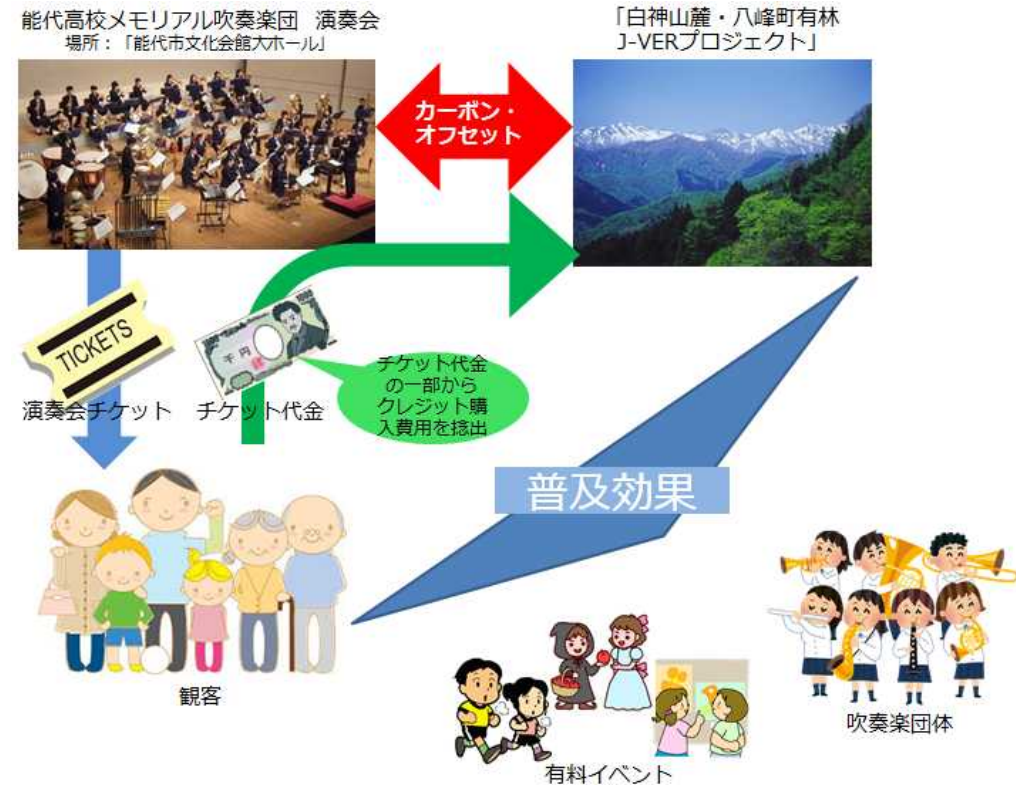 能代高校メモリアル吹奏楽団　演奏会
場所：「能代市文化会館大ホール」
「白神山麓・八峰町有林
J-VERプロジェクト」
カーボン・
オフセット
TICKETS
1000
千円
チケット代金
の一部から
クレジット購
入費用を捻出
演奏会チケット
チケット代金
普及効果
観客
吹奏楽団体
有料イベント